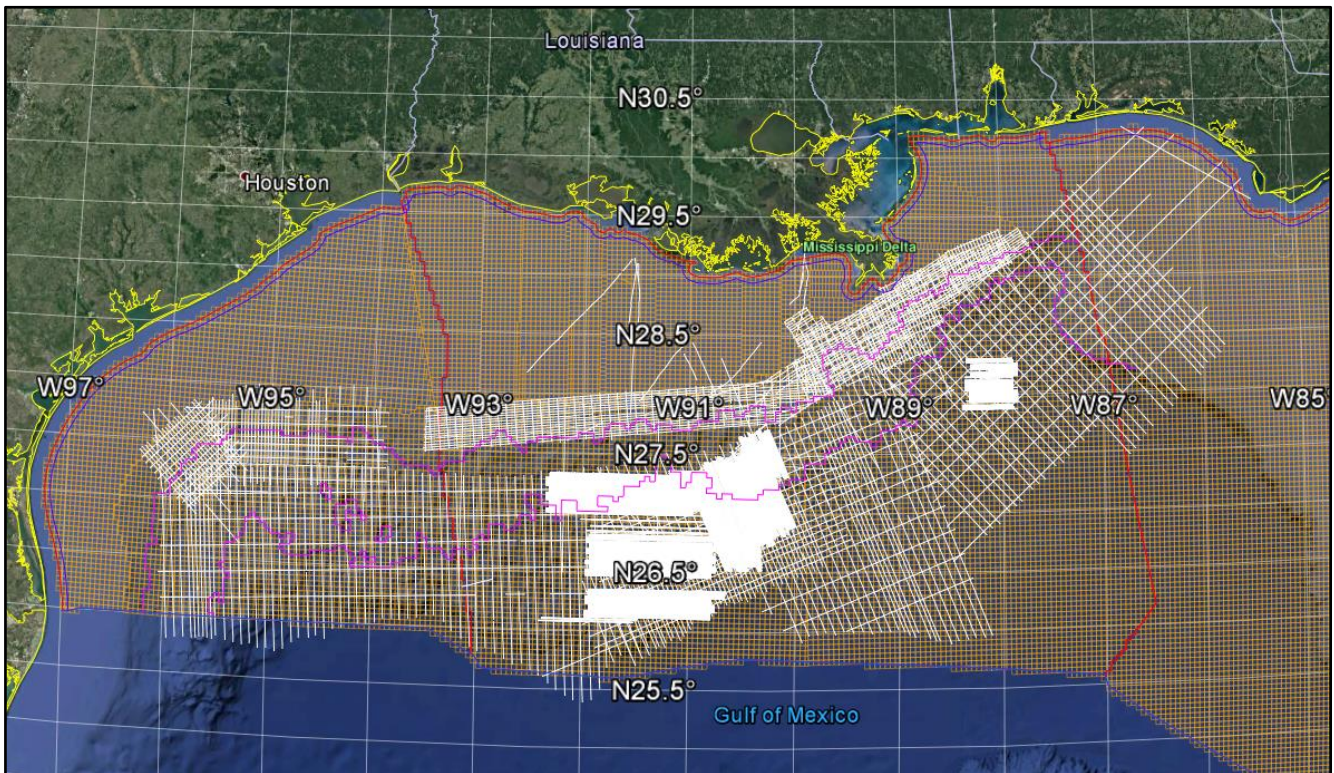 Louisiana
N30.5°
Houston
N29.5°
Mississippi Delta
N28.5°
W97°
W95°
W93°
W91°
W89°
W87°
W85°
N27.5°
N26.5°
N25.5°
Gulf of Mexico